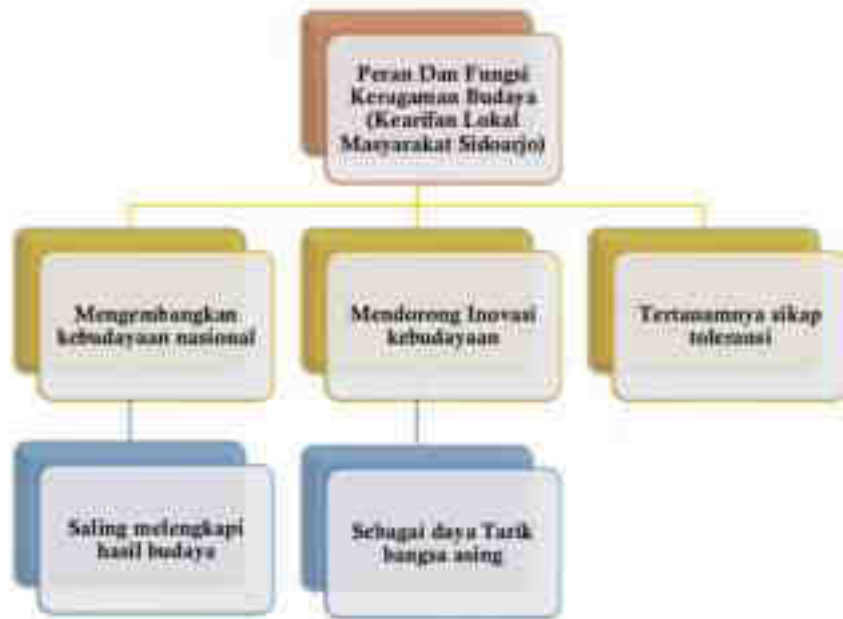 Peran Dan Fungsi
Keragaman Budaya
(Kearifan Lokal
Masyarakat Sidoarjo)
Mengembangkan
kebudayaan nasional
Mendorong Inovasi
kebudayaan
Tertanamnya sikap
toleransi
Saling melengkapi
hasil budaya
Sebagai daya Tarik
bangsa asing